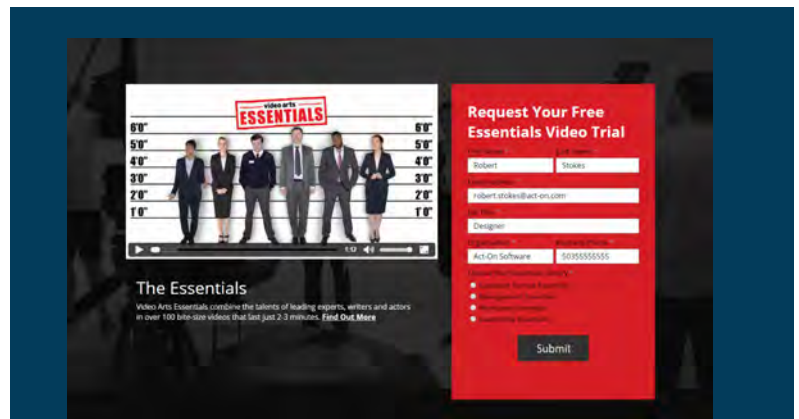 video arts
ESSENTIALS
6'0" 6'0"
5'0" 5'0"
4'0" 4'0"
3'0" 3'0"
2'0" 2'0"
1'0" 1'0"
1:12
The Essentials
Video Arts Essentials combine the talents of leading experts, writers and actors
in over 100 bite-size videos that last just 2-3 minutes. Find Out More
Request Your Free
Essentials Video Trial
Robert Stokes
robert.stokes@act-on.com
Job Title
Designer
Act-On Software 50355555555
Submit